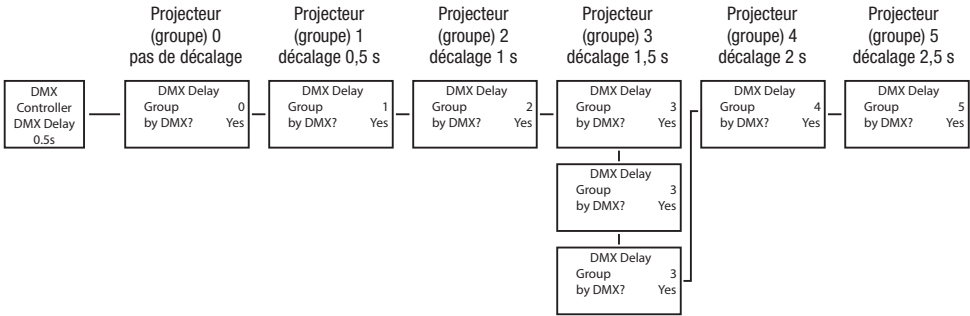 Projecteur
(groupe) 0
pas de décalage
Projecteur
(groupe) 1
décalage 0,5 s
Projecteur
(groupe) 2
décalage 1 s
Projecteur
(groupe) 3
décalage 1,5 s
Projecteur
(groupe) 4
décalage 2 s
Projecteur
(groupe) 5
décalage 2,5 s
DMX
Controller
DMX Delay
0.5s
DMX Delay
Group 0
by DMX? Yes
DMX Delay
Group 1
by DMX? Yes
DMX Delay
Group 2
by DMX? Yes
DMX Delay
Group 3
by DMX? Yes
DMX Delay
Group 4
by DMX? Yes
DMX Delay
Group 5
by DMX? Yes
DMX Delay
Group 3
by DMX? Yes
DMX Delay
Group 3
by DMX? Yes